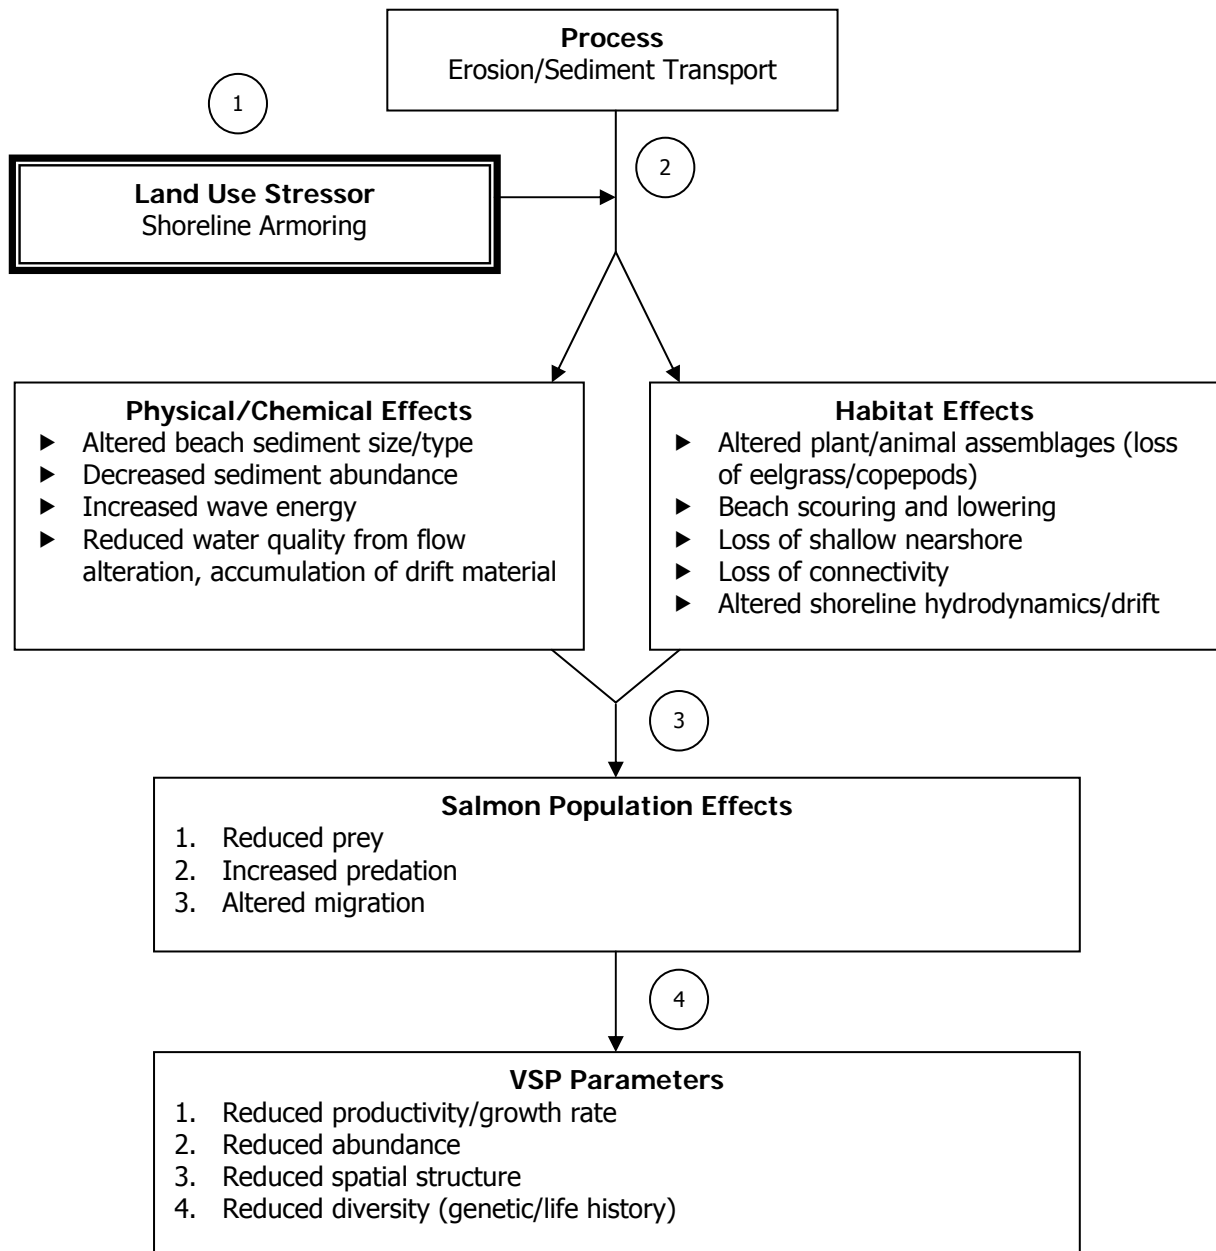 Process
Erosion/Sediment Transport
1
2
Land Use Stressor
Shoreline Armoring
Physical/Chemical Effects
► Altered beach sediment size/type
► Decreased sediment abundance
► Increased wave energy
► Reduced water quality from flow
alteration, accumulation of drift material
Habitat Effects
► Altered plant/animal assemblages (loss
of eelgrass/copepods)
► Beach scouring and lowering
► Loss of shallow nearshore
► Loss of connectivity
► Altered shoreline hydrodynamics/drift
3
Salmon Population Effects
1. Reduced prey
2. Increased predation
3. Altered migration
4
VSP Parameters
1. Reduced productivity/growth rate
2. Reduced abundance
3. Reduced spatial structure
4. Reduced diversity (genetic/life history)